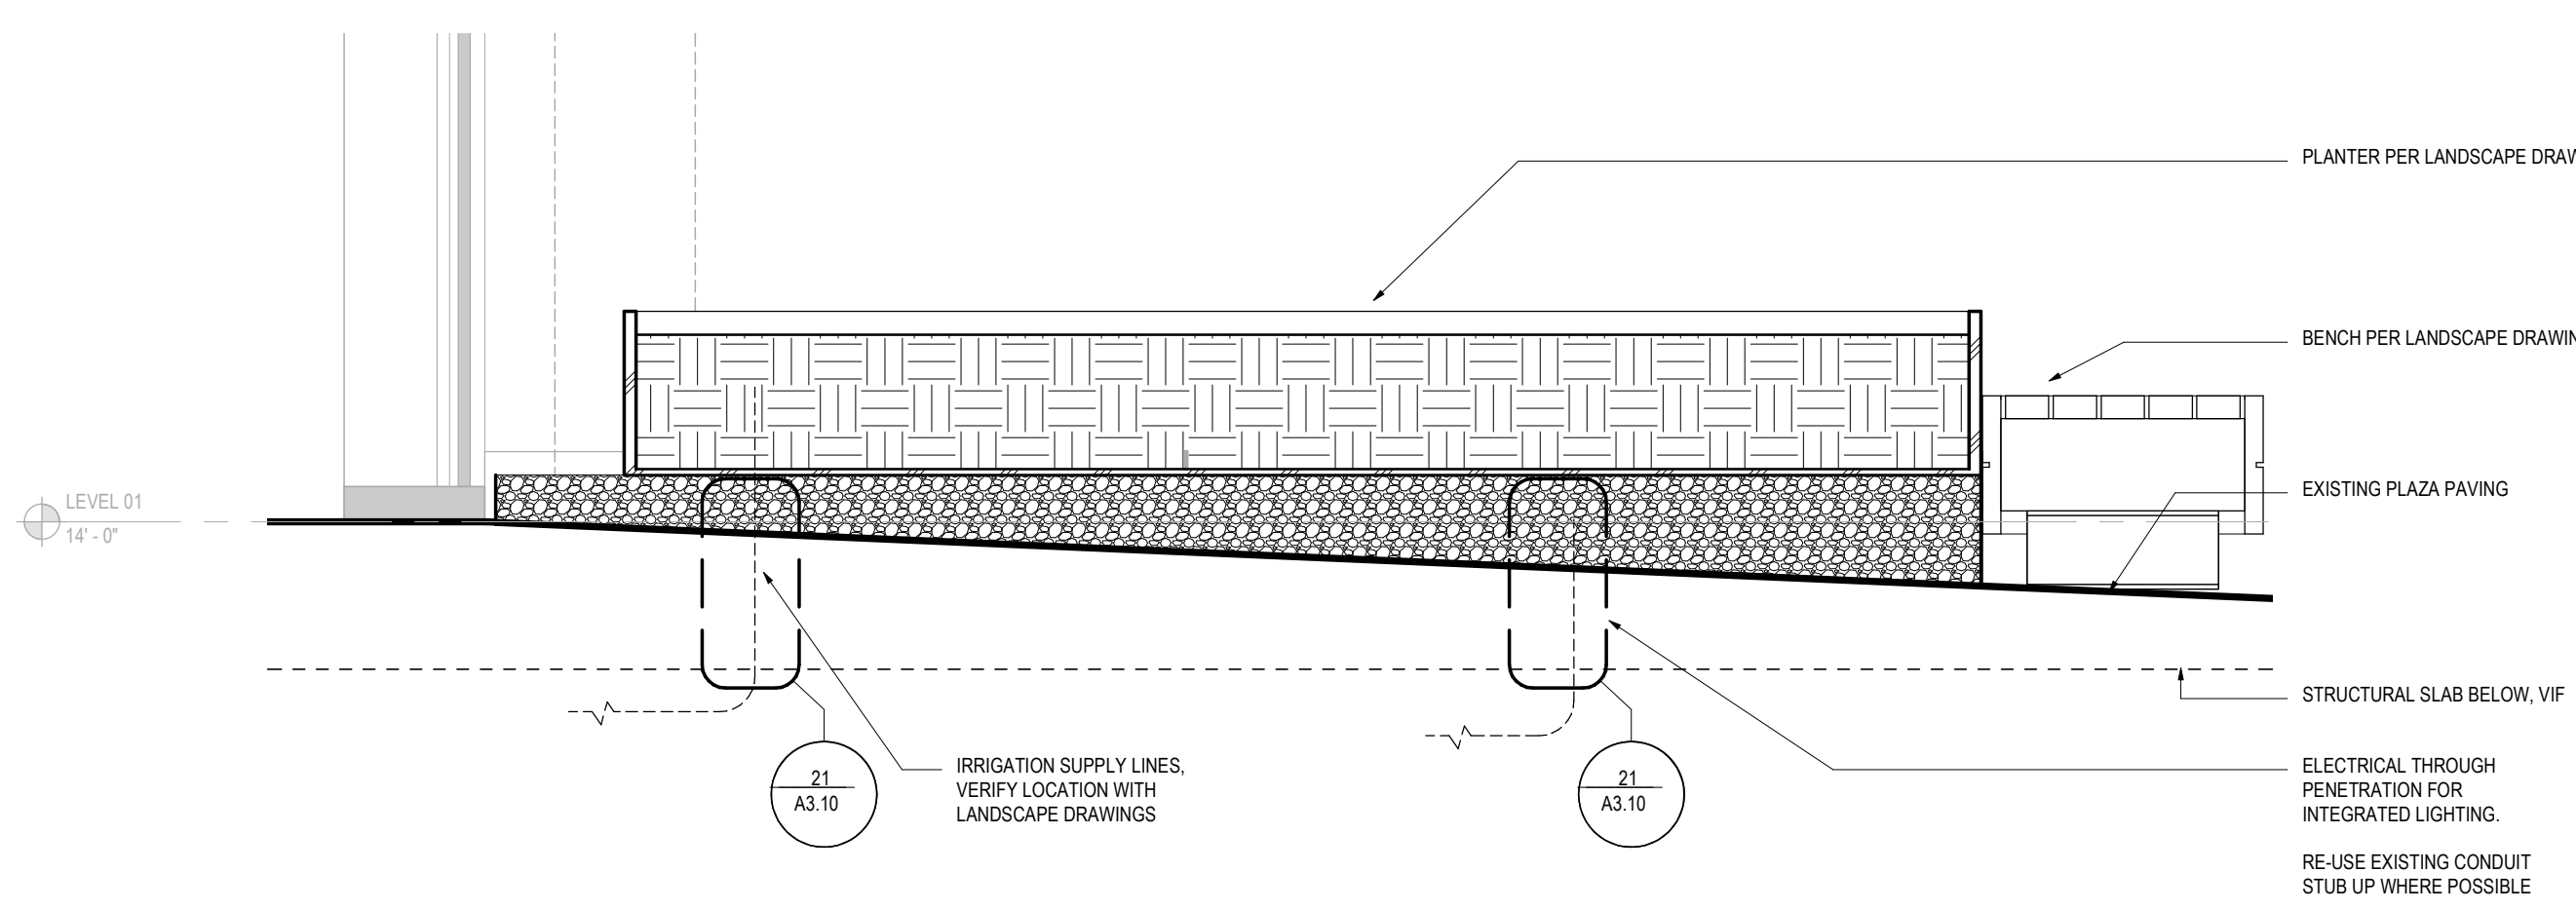 PLANTER PER LANDSCAPE
BENCH PER LANDSCAPE
LEVEL 01
14' - 0"
EXISTING PLAZA PAVING
STRUCTURAL SLAB BELOW, VIF
21
A3.10
IRRIGATION SUPPLY LINES,
VERIFY LOCATION WITH
LANDSCAPE DRAWINGS
21
A3.10
ELECTRICAL THROUGH
PENETRATION FOR
INTEGRATED LIGHTING.
RE-USE EXISTING CONDUIT
STUB UP WHERE POSSIBLE